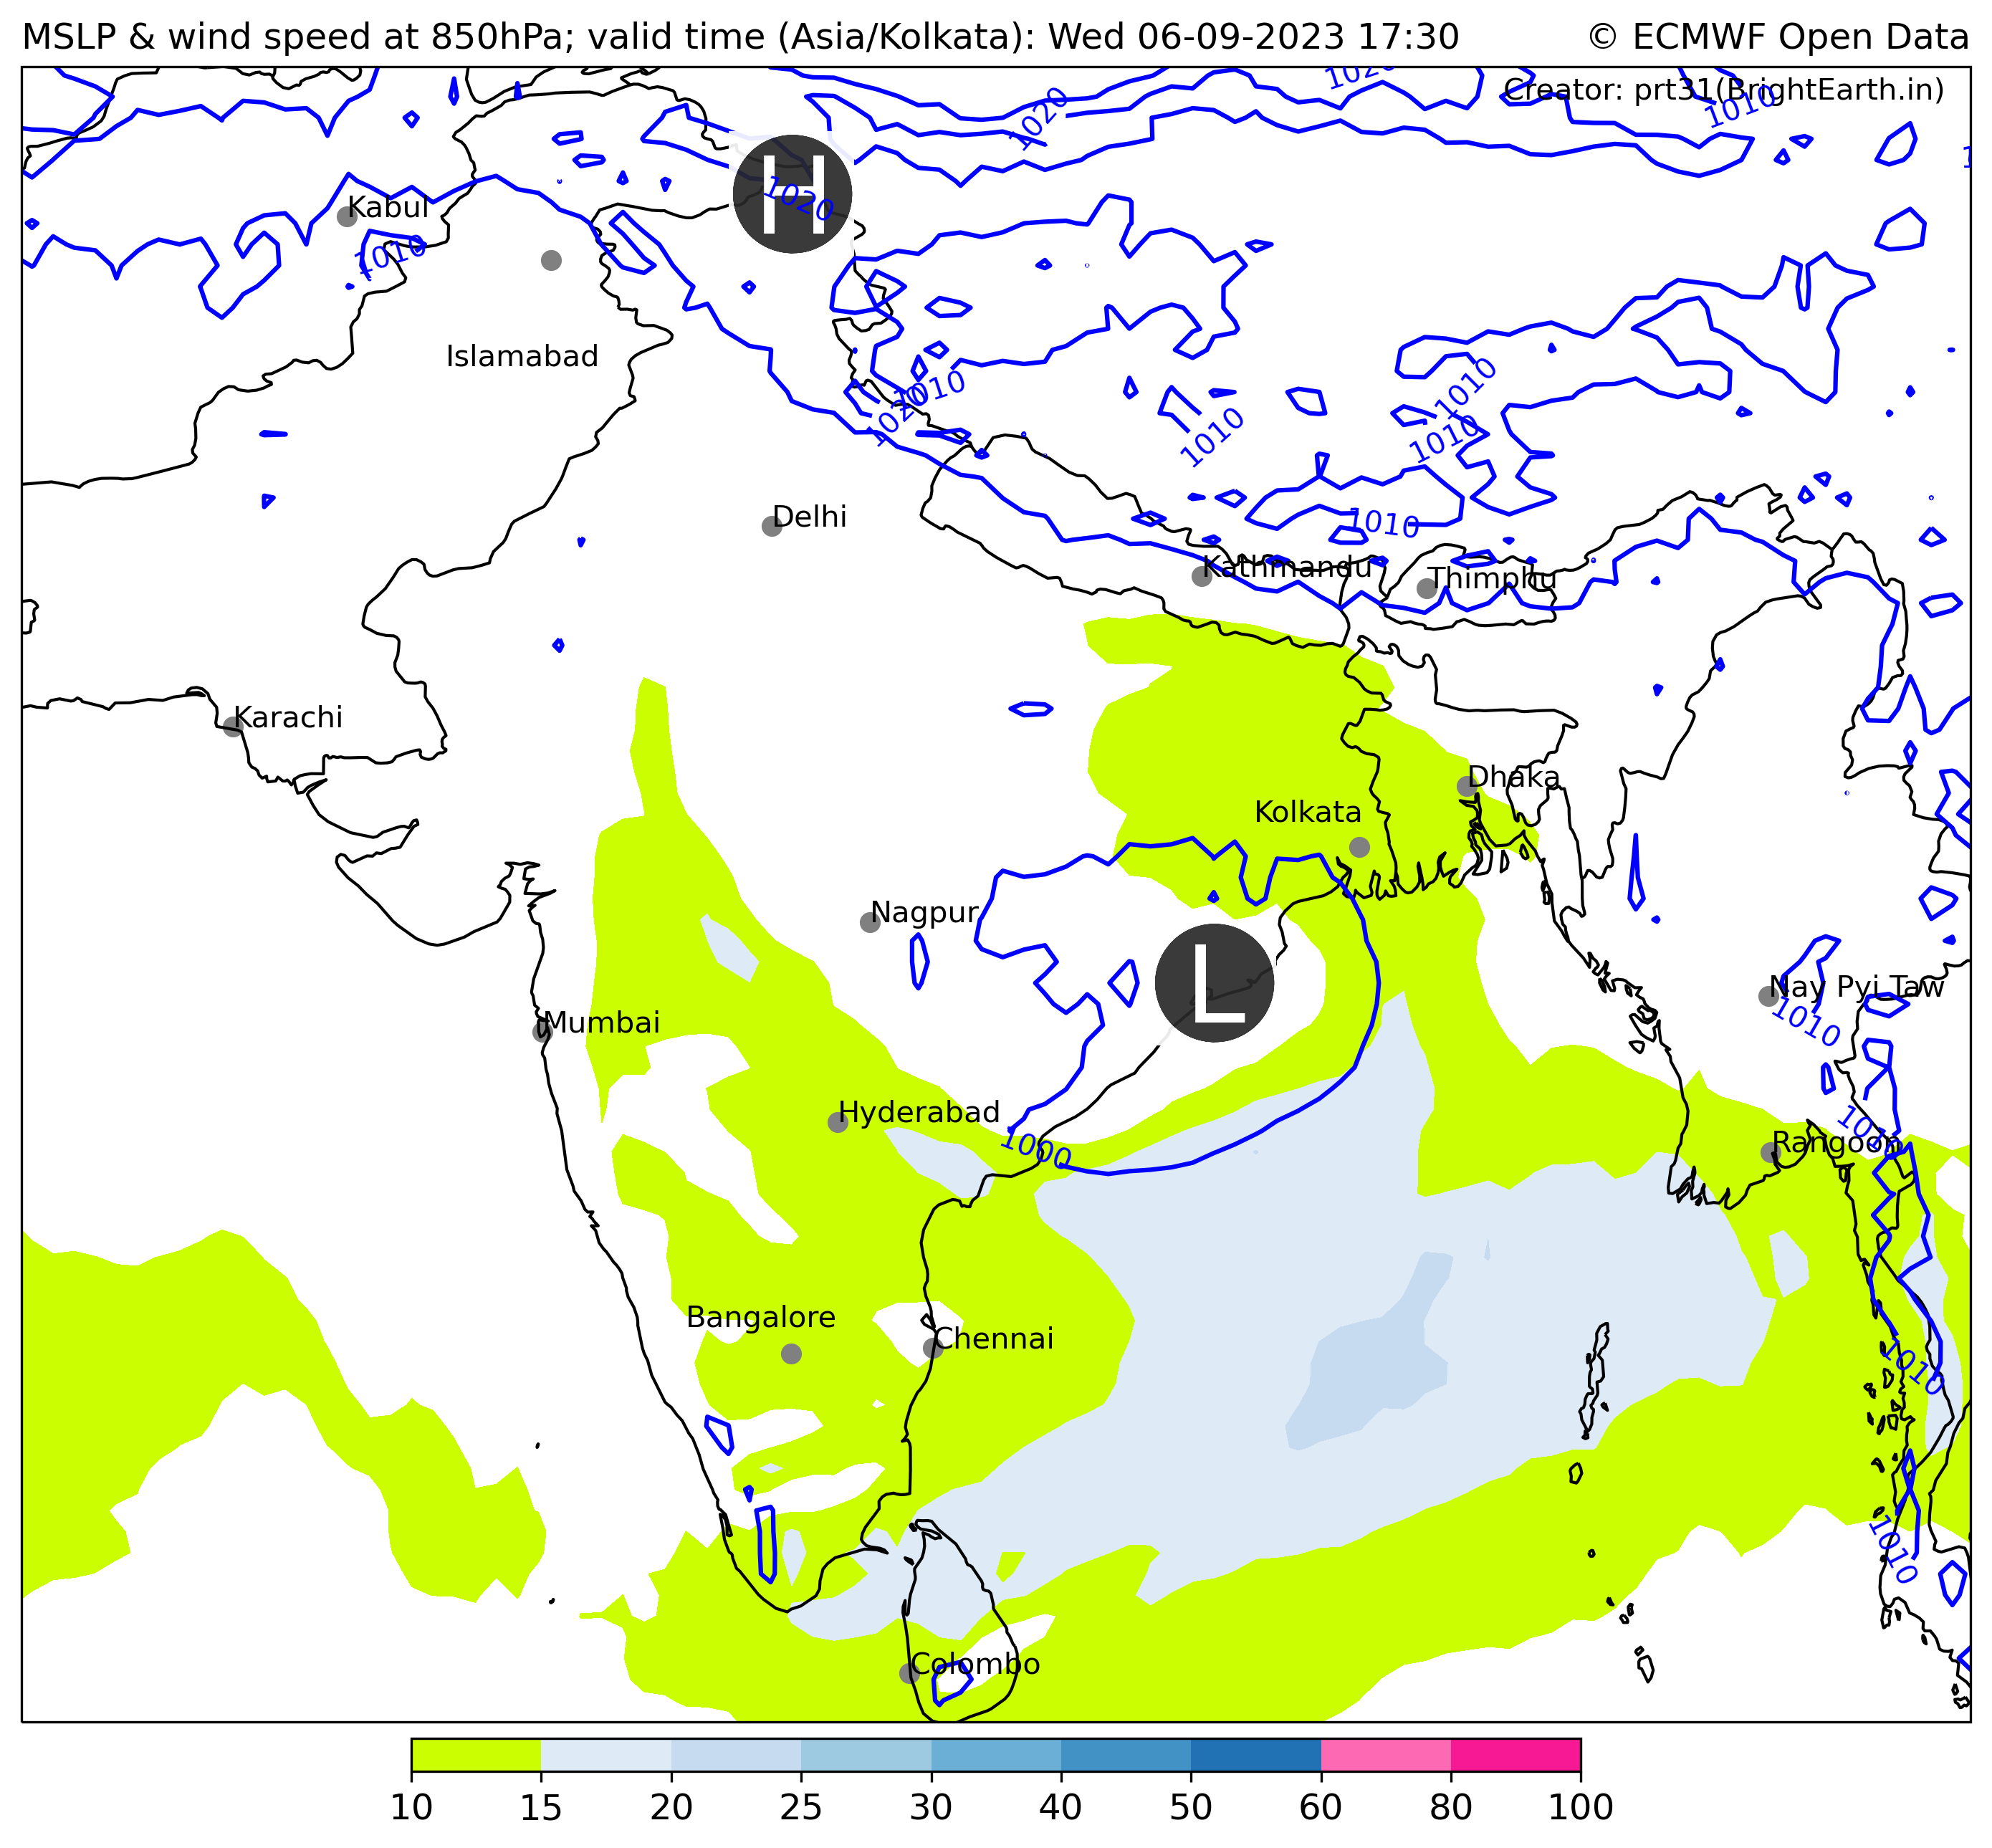 MSLP & wind speed at 850hPa; valid time (Asia/Kolkata): Wed 06-09-2023 17:30
© ECMWF Open Data
1020
Creator: prt31(BrightEarth.in)
1020
1010
H
1020
Kabul
1010
Islamabad
1010
1020
1010
1010
1010
Delhi
1010
Kathmandu
Thimphu
Karachi
Dhaka
Kolkata
Nagpur
L
Nay Pyi Taw
1010
Mumbai
Hyderabad
1000
1010
Rangoon
Bangalore
Chennai
1010
1010
Colombo
10 15 20 25 30 40 50 60 80 100